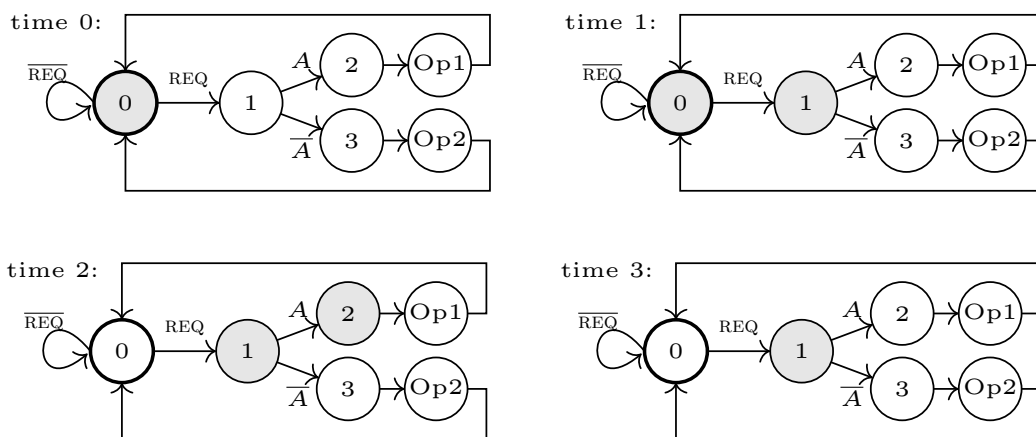 time 0:
REQ̅
0
REQ
1
A
2
Op1
A̅
3
Op2
time 1:
REQ̅
0
REQ
1
A
2
Op1
A̅
3
Op2
time 2:
REQ̅
0
REQ
1
A
2
Op1
A̅
3
Op2
time 3:
REQ̅
0
REQ
1
A
2
Op1
A̅
3
Op2